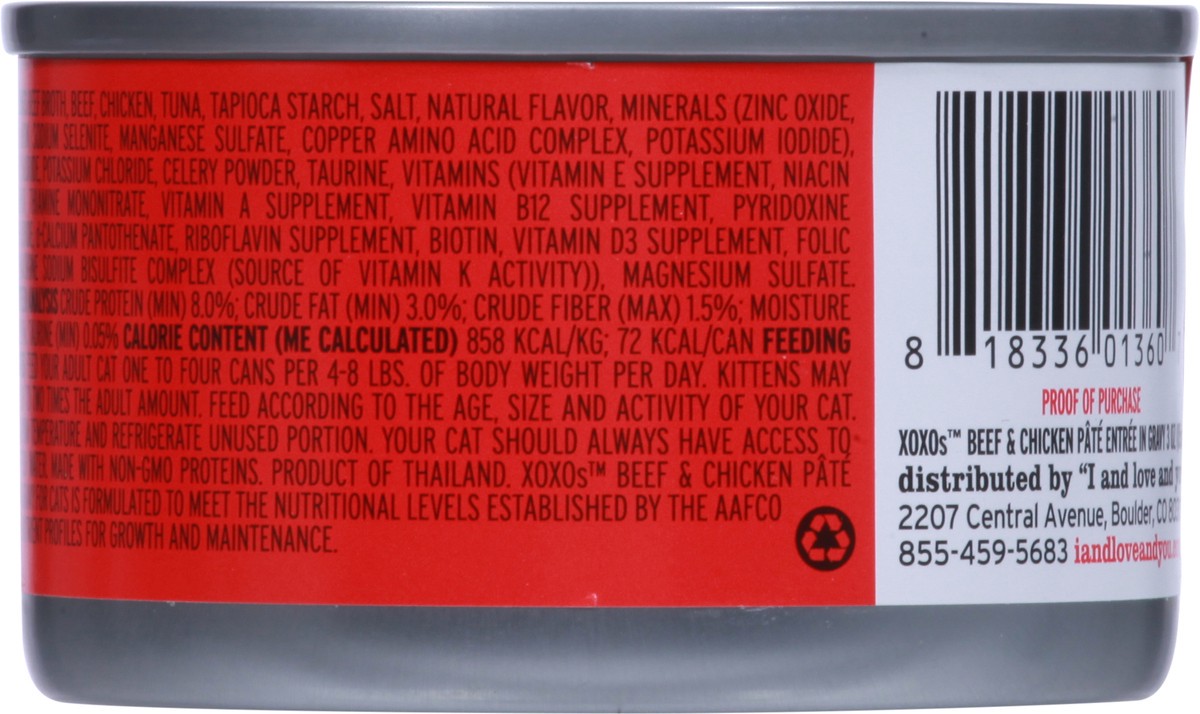 BROTH, BEEF, CHICKEN, TUNA, TAPIOCA STARCH, SALT, NATURAL FLAVOR, MINERALS (ZINC OXIDE,
SELENITE, MANGANESE SULFATE, COPPER AMINO ACID COMPLEX, POTASSIUM IODIDE),
POTASSIUM CHLORIDE, CELERY POWDER, TAURINE, VITAMINS (VITAMIN E SUPPLEMENT, NIACIN
MONONITRATE, VITAMIN A SUPPLEMENT, VITAMIN B12 SUPPLEMENT, PYRIDOXINE
d-CALCIUM PANTOTHENATE, RIBOFLAVIN SUPPLEMENT, BIOTIN, VITAMIN D3 SUPPLEMENT, FOLIC
SODIUM BISULFITE COMPLEX (SOURCE OF VITAMIN K ACTIVITY)), MAGNESIUM SULFATE.
CRUDE PROTEIN (MIN) 8.0%; CRUDE FAT (MIN) 3.0%; CRUDE FIBER (MAX) 1.5%; MOISTURE
(MIN) 0.05% CALORIE CONTENT (ME CALCULATED) 858 KCAL/KG; 72 KCAL/CAN FEEDING
YOUR ADULT CAT ONE TO FOUR CANS PER 4-8 LBS. OF BODY WEIGHT PER DAY. KITTENS MAY
TWO TIMES THE ADULT AMOUNT. FEED ACCORDING TO THE AGE, SIZE AND ACTIVITY OF YOUR CAT.
AND REFRIGERATE UNUSED PORTION. YOUR CAT SHOULD ALWAYS HAVE ACCESS TO
MADE WITH NON-GMO PROTEINS. PRODUCT OF THAILAND. XOXOs™ BEEF & CHICKEN PÂTÉ
FOR CATS IS FORMULATED TO MEET THE NUTRITIONAL LEVELS ESTABLISHED BY THE AAFCO
PROFILES FOR GROWTH AND MAINTENANCE.
8 18336 01360
PROOF OF PURCHASE
XOXOs™ BEEF & CHICKEN PÂTÉ ENTRÉE IN GRAVY 3 OZ
distributed by "I and love and
2207 Central Avenue, Boulder, CO
855-459-5683 iandloveandyou